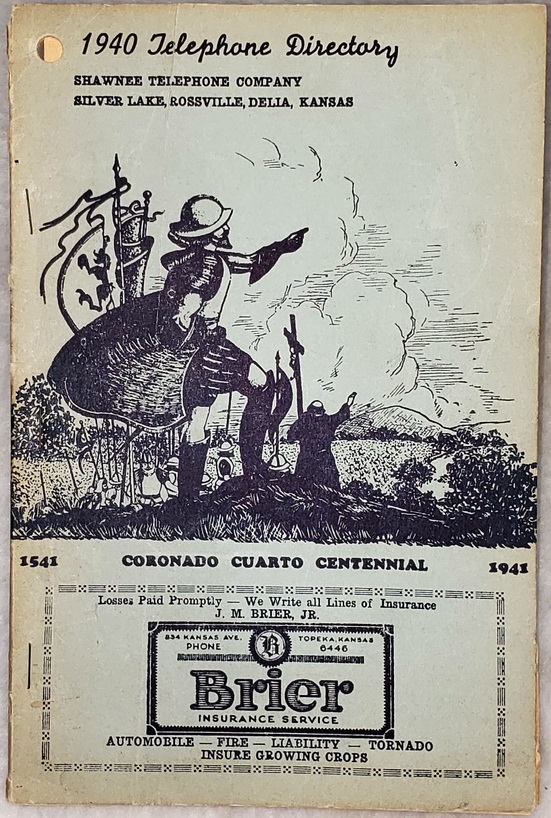 1940 Telephone Directory
SHAWNEE TELEPHONE COMPANY
SILVER LAKE, ROSSVILLE, DELIA, KANSAS
1541 CORONADO CUARTO CENTENNIAL 1941
Losses Paid Promptly — We Write all Lines of Insurance
J. M. BRIER, JR.
834 KANSAS AVE. TOPEKA, KANSAS
PHONE B 6446
Brier
INSURANCE SERVICE
AUTOMOBILE — FIRE — LIABILITY — TORNADO
INSURE GROWING CROPS